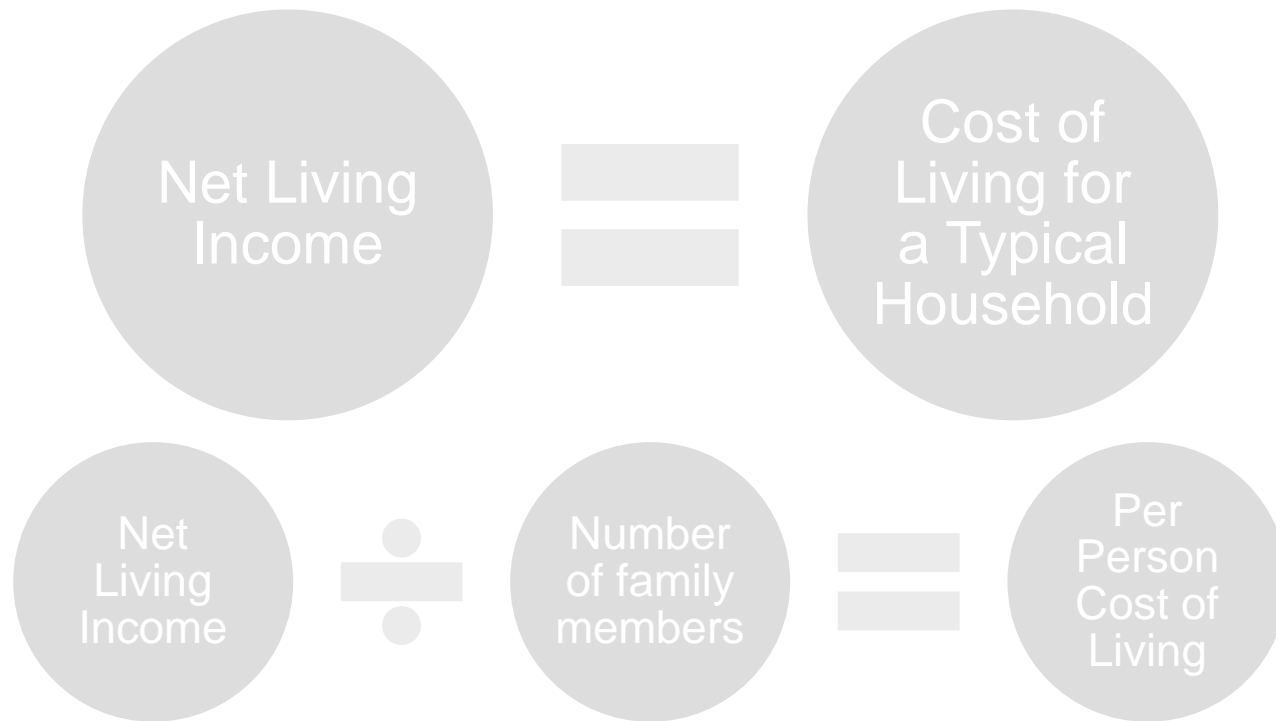 Net Living
Income
Cost of
Living for
a Typical
Household
Net
Living
Income
Number
of family
members
Per
Person
Cost of
Living